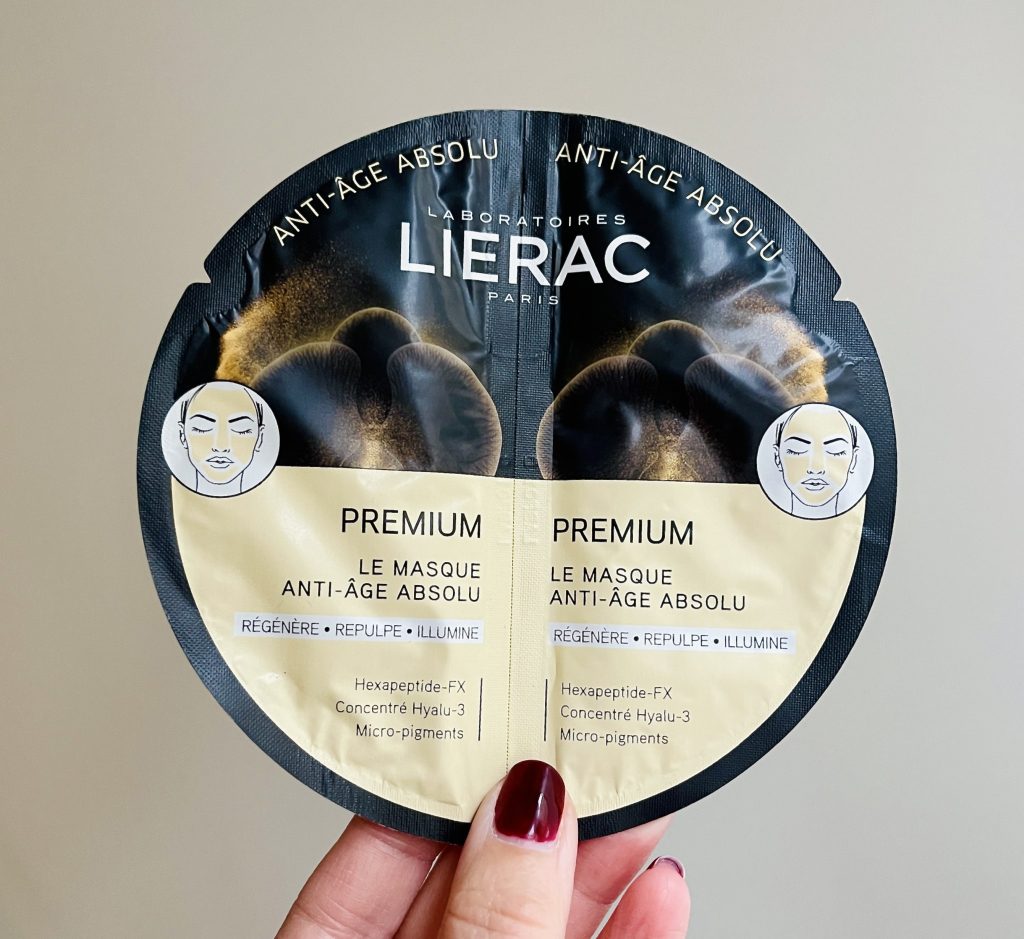 ANTI-ÂGE ABSOLU
ANTI-ÂGE ABSOLU
LABORATOIRES
LIERAC
PARIS
PREMIUM
LE MASQUE
ANTI-ÂGE ABSOLU
RÉGÉNÈRE • REPULPE • ILLUMINE
Hexapeptide-FX
Concentré Hyalu-3
Micro-pigments
PREMIUM
LE MASQUE
ANTI-ÂGE ABSOLU
RÉGÉNÈRE • REPULPE • ILLUMINE
Hexapeptide-FX
Concentré Hyalu-3
Micro-pigments